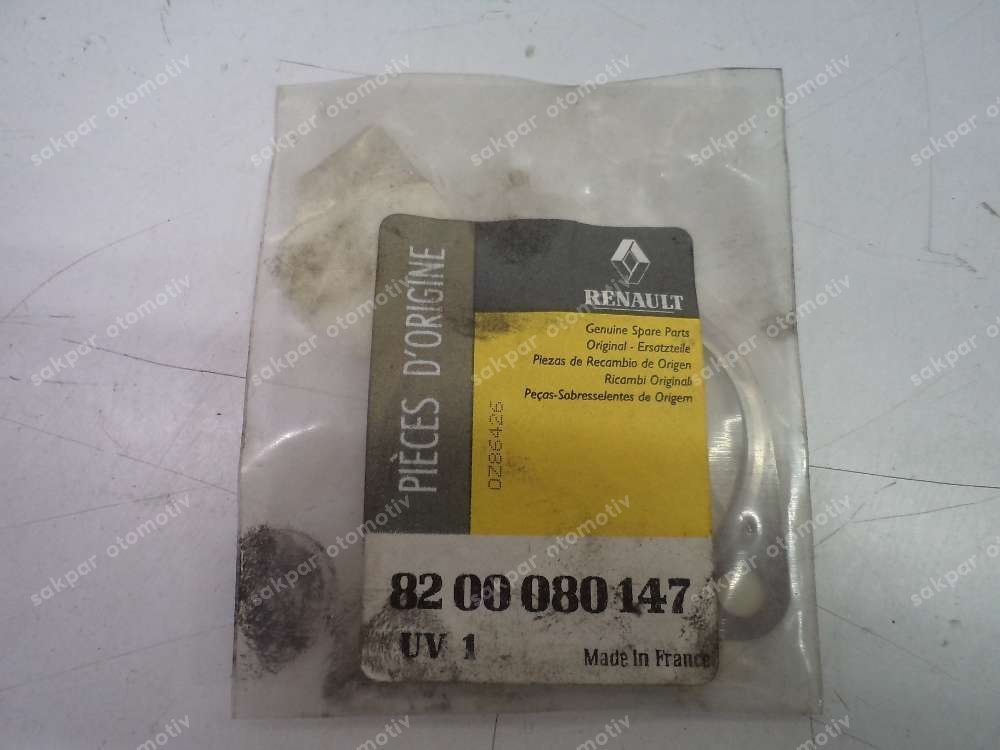 PIÈCES D'ORIGINE
RENAULT
Genuine Spare Parts
Original - Ersatzteile
Piezas de Recambio de Origen
Ricambi Originali
Peças-Sobresselentes de Origem
OZ86426
82 00 080 147
UV 1
Made In France
sakpar otomotiv